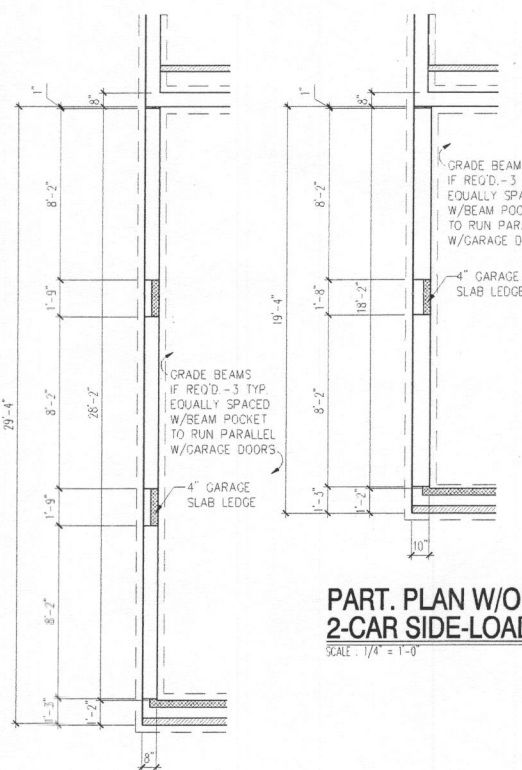 1"
8"
8'-2"
1'-9"
8'-2"
28'-2"
29'-4"
1'-9"
8'-2"
1'-3"
1'-2"
8"
GRADE BEAMS
IF REQ'D.-3 TYP.
EQUALLY SPACED
W/BEAM POCKET
TO RUN PARALLEL
W/GARAGE DOORS
4" GARAGE
SLAB LEDGE
1"
8"
8'-2"
1'-8"
18'-2"
19'-4"
8'-2"
1'-3"
1'-2"
10"
GRADE BEAM
IF REQ'D.-3
EQUALLY SPA
W/BEAM POC
TO RUN PARA
W/GARAGE D
4" GARAGE
SLAB LEDGE
PART. PLAN W/O
2-CAR SIDE-LOAD
SCALE : 1/4" = 1'-0"